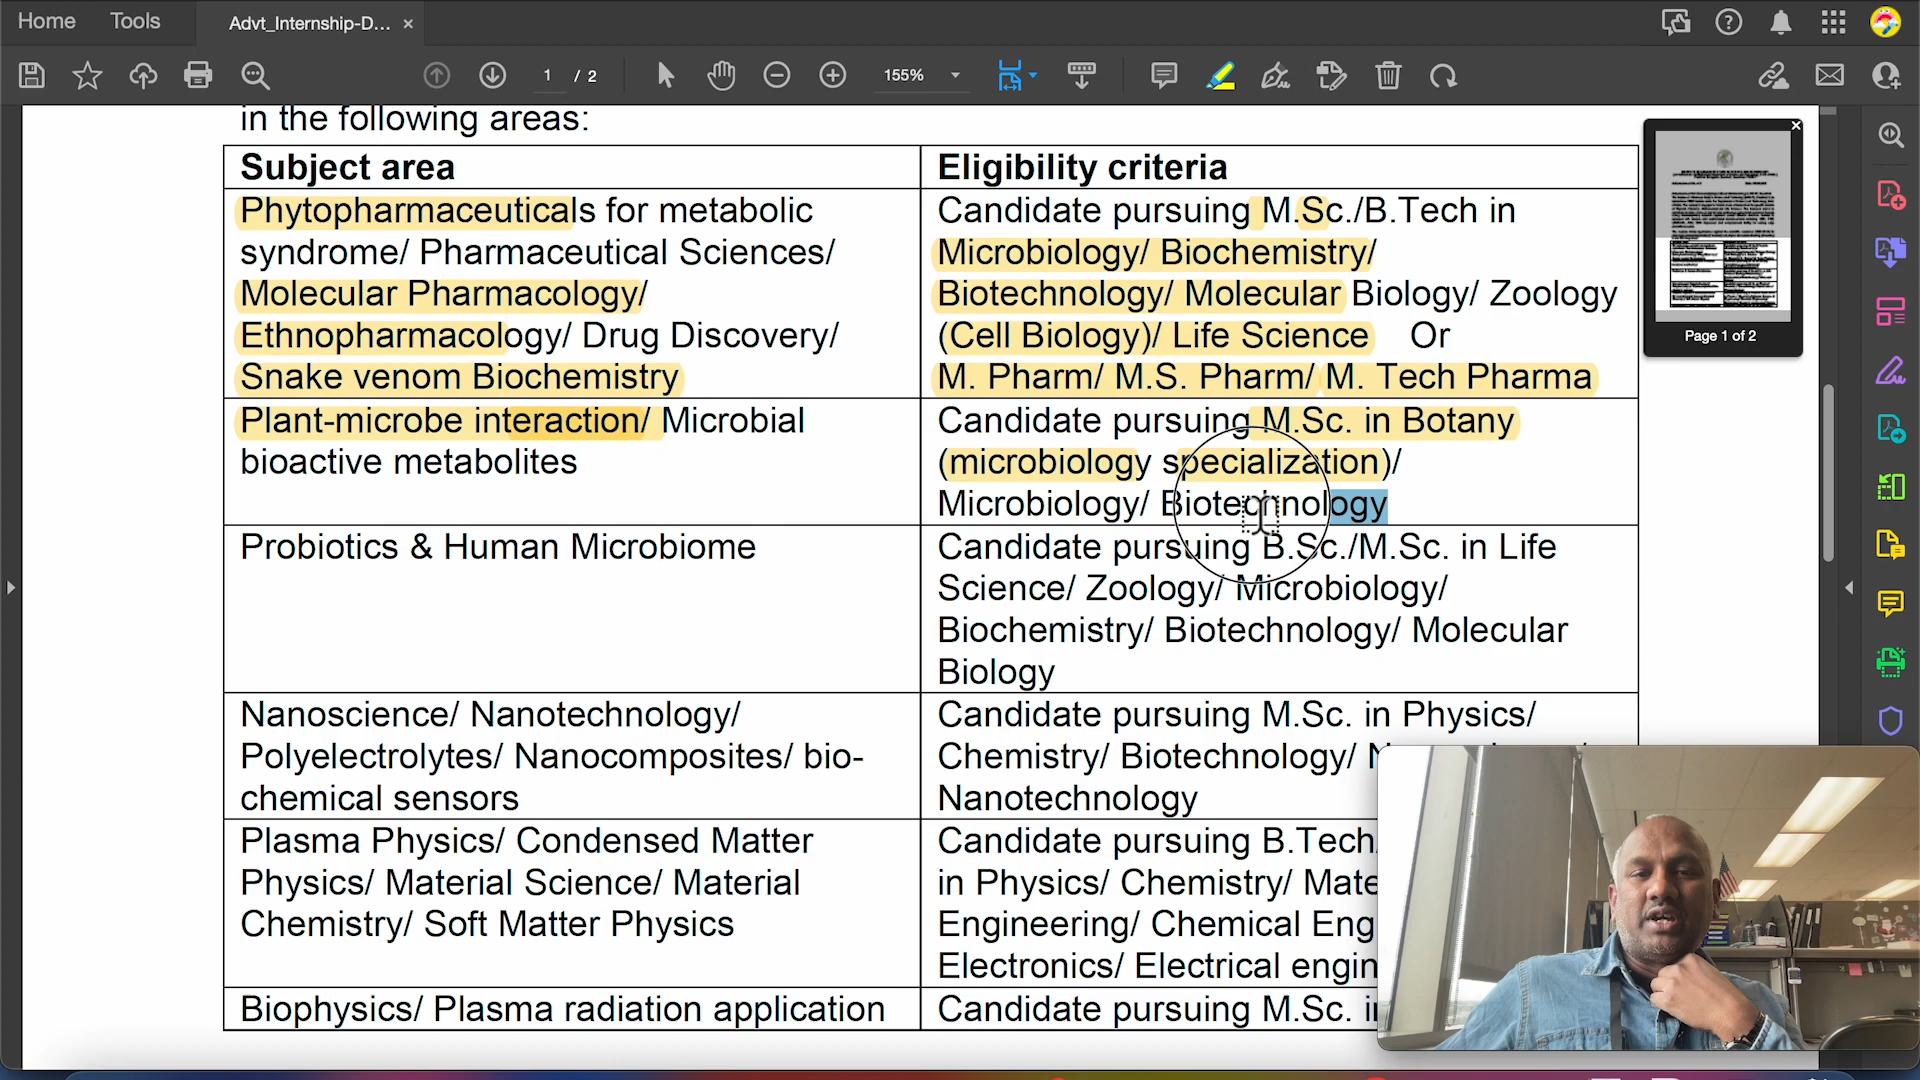 Home
Tools
Advt_Internship-D...
1 / 2
155%
in the following areas:
Subject area
Eligibility criteria
Phytopharmaceuticals for metabolic
syndrome/ Pharmaceutical Sciences/
Molecular Pharmacology/
Ethnopharmacology/ Drug Discovery/
Snake venom Biochemistry
Candidate pursuing M.Sc./B.Tech in
Microbiology/ Biochemistry/
Biotechnology/ Molecular Biology/ Zoology
(Cell Biology)/ Life Science Or
M. Pharm/ M.S. Pharm/ M. Tech Pharma
Plant-microbe interaction/ Microbial
bioactive metabolites
Candidate pursuing M.Sc. in Botany
(microbiology specialization)/
Microbiology/ Biotechnology
Probiotics & Human Microbiome
Candidate pursuing B.Sc./M.Sc. in Life
Science/ Zoology/ Microbiology/
Biochemistry/ Biotechnology/ Molecular
Biology
Nanoscience/ Nanotechnology/
Polyelectrolytes/ Nanocomposites/ bio-
chemical sensors
Candidate pursuing M.Sc. in Physics/
Chemistry/ Biotechnology/
Nanotechnology
Plasma Physics/ Condensed Matter
Physics/ Material Science/ Material
Chemistry/ Soft Matter Physics
Candidate pursuing B.Tech
in Physics/ Chemistry/ Mate
Engineering/ Chemical Eng
Electronics/ Electrical engin
Biophysics/ Plasma radiation application
Candidate pursuing M.Sc. i
Page 1 of 2